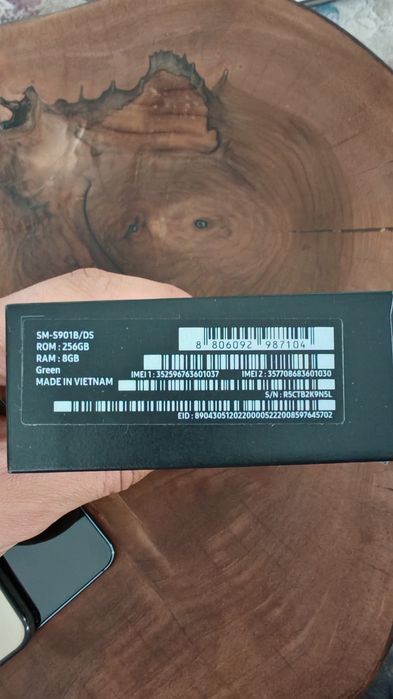 SM-S901B/DS
ROM : 256GB
RAM : 8GB
Green
MADE IN VIETNAM
8 806092 987104
IMEI 1 : 352596763601037
IMEI 2 : 357708683601030
S/N : R5CTB2K9N5L
EID : 89043051202200005222008597645702